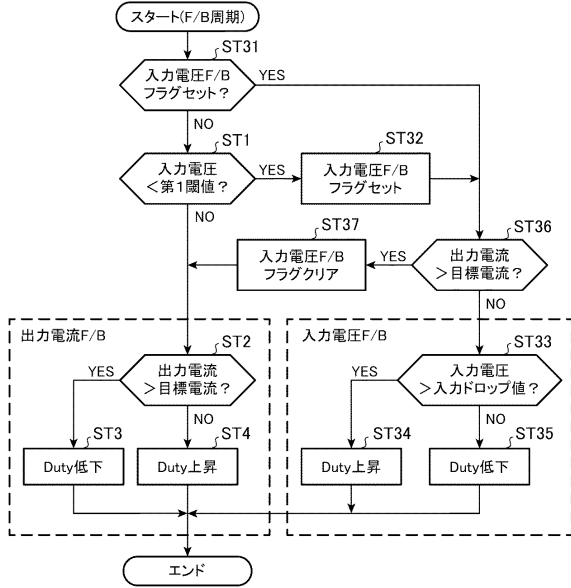 スタート(F/B周期)
ST31
入力電圧F/B
フラグセット?
YES
NO
ST1
入力電圧
<第1閾値?
YES
NO
ST32
入力電圧F/B
フラグセット
ST37
入力電圧F/B
フラグクリア
ST36
出力電流
>目標電流?
YES
NO
出力電流F/B
ST2
出力電流
>目標電流?
YES
NO
ST3
Duty低下
ST4
Duty上昇
入力電圧F/B
ST33
入力電圧
>入力ドロップ値?
YES
NO
ST34
Duty上昇
ST35
Duty低下
エンド